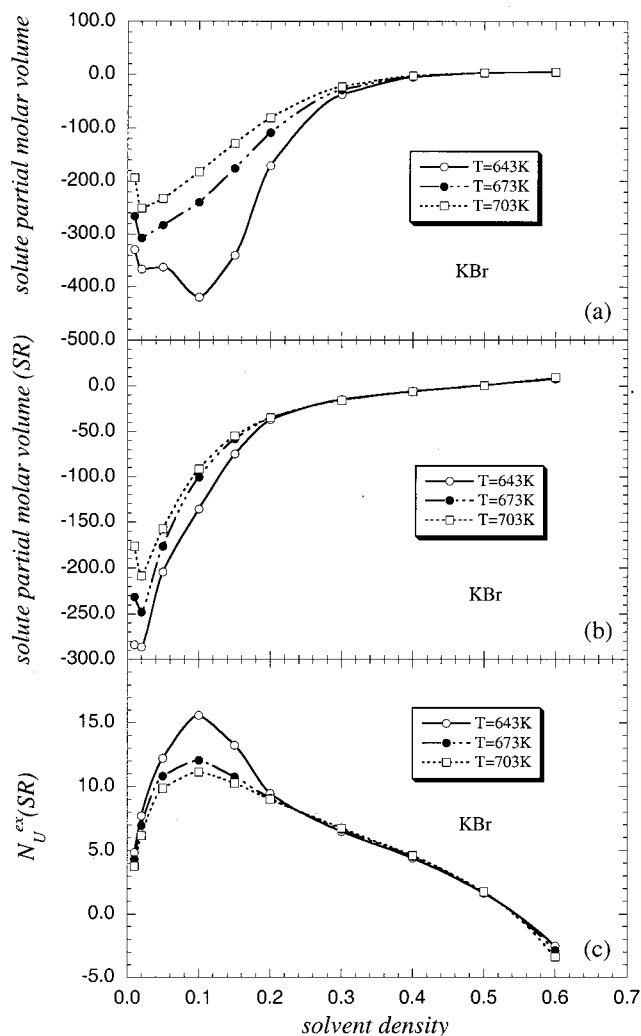 solute partial molar volume
100.0
0.0
-100.0
-200.0
-300.0
-400.0
-500.0
T=643K
T=673K
T=703K
KBr
(a)
solute partial molar volume (SR)
0.0
-50.0
-100.0
-150.0
-200.0
-250.0
-300.0
T=643K
T=673K
T=703K
KBr
(b)
N_U^ex(SR)
15.0
10.0
5.0
0.0
-5.0
T=643K
T=673K
T=703K
KBr
(c)
0.0 0.1 0.2 0.3 0.4 0.5 0.6 0.7
solvent density